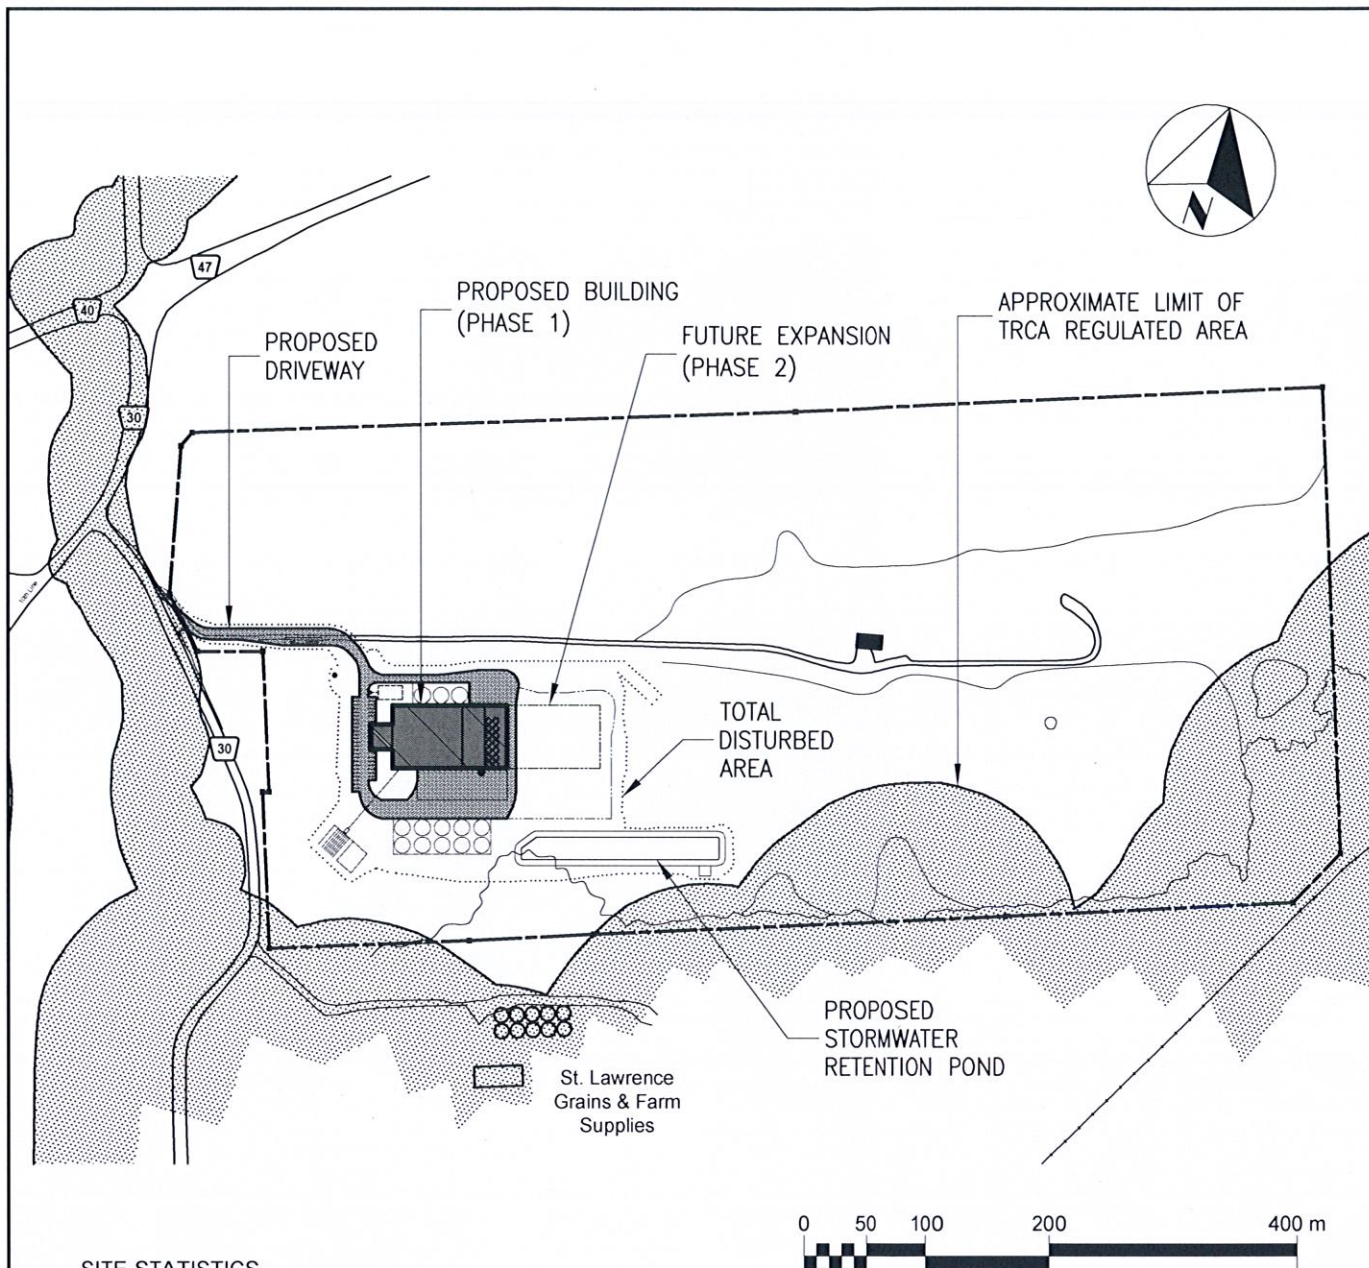 N
PROPOSED BUILDING
(PHASE 1)
FUTURE EXPANSION
(PHASE 2)
APPROXIMATE LIMIT OF
TRCA REGULATED AREA
PROPOSED
DRIVEWAY
47
40
30
TOTAL
DISTURBED
AREA
30
PROPOSED
STORMWATER
RETENTION POND
St. Lawrence
Grains & Farm
Supplies
0 50 100 200 400 m
SITE STATISTICS